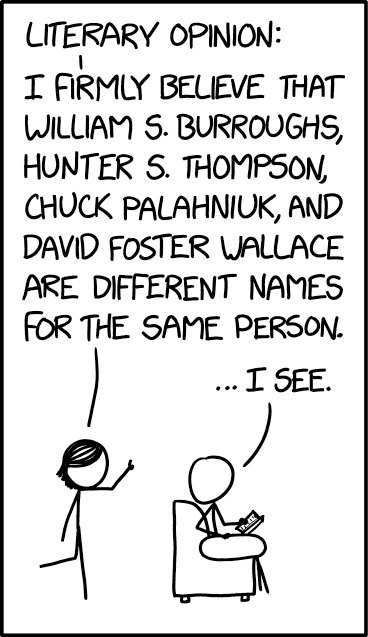 LITERARY OPINION:
I FIRMLY BELIEVE THAT
WILLIAM S. BURROUGHS,
HUNTER S. THOMPSON,
CHUCK PALAHNIUK, AND
DAVID FOSTER WALLACE
ARE DIFFERENT NAMES
FOR THE SAME PERSON.
... I SEE.